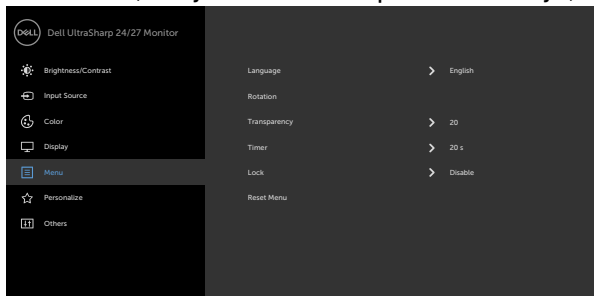 DELL Dell UltraSharp 24/27 Monitor
Brightness/Contrast
Input Source
Color
Display
Menu
Personalize
Others
Language English
Rotation
Transparency 20
Timer 20 s
Lock Disable
Reset Menu